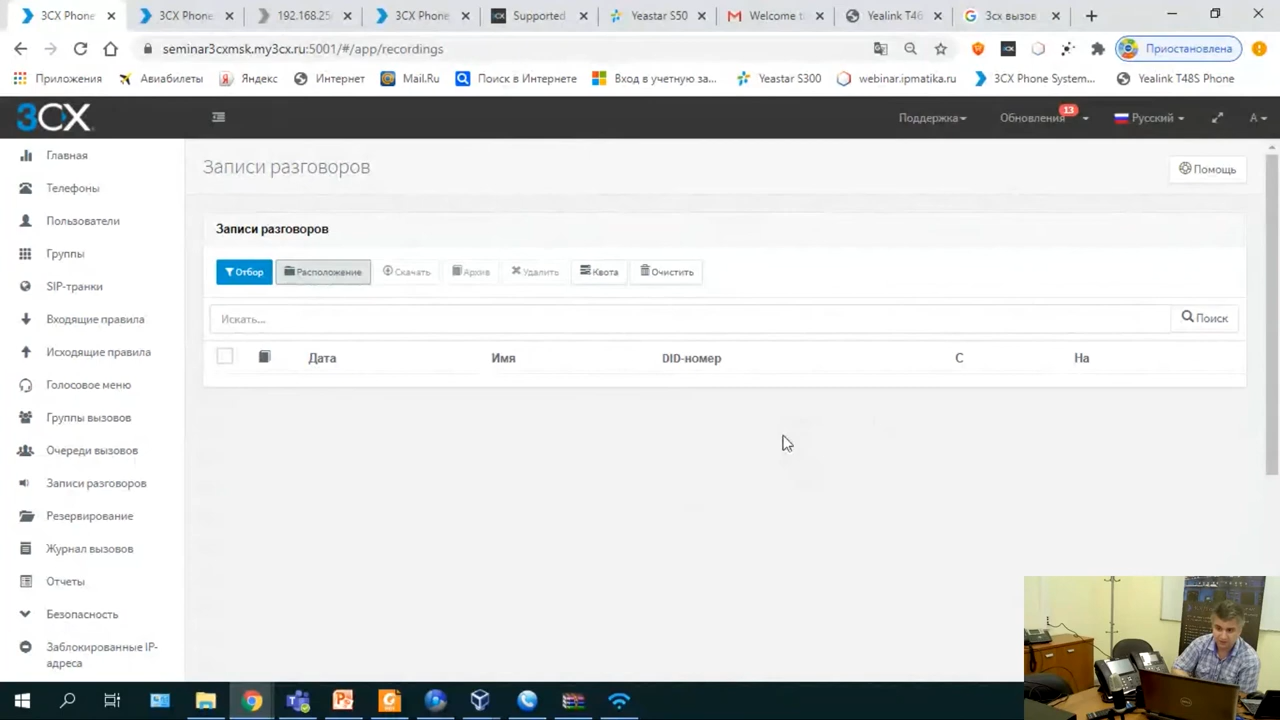 3CX Phone
3CX Phone
192.168.25
3CX Phone
Supported
Yeastar S50
Welcome t
Yealink T46
3сх вызов
seminar3cxmsk.my3cx.ru:5001/#/app/recordings
Приостановлена
Приложения
Авиабилеты
Яндекс
Интернет
Mail.Ru
Поиск в Интернете
Вход в учетную за...
Yeastar S300
webinar.ipmatika.ru
3CX Phone System...
Yealink T48S Phone
3CX
Поддержка
Обновления
13
Русский
A
Главная
Телефоны
Пользователи
Группы
SIP-транки
Входящие правила
Исходящие правила
Голосовое меню
Группы вызовов
Очереди вызовов
Записи разговоров
Резервирование
Журнал вызовов
Отчеты
Безопасность
Заблокированные IP-
адреса
Записи разговоров
Помощь
Записи разговоров
Отбор
Расположение
Скачать
Архив
Удалить
Квота
Очистить
Искать...
Поиск
Дата
Имя
DID-номер
С
На